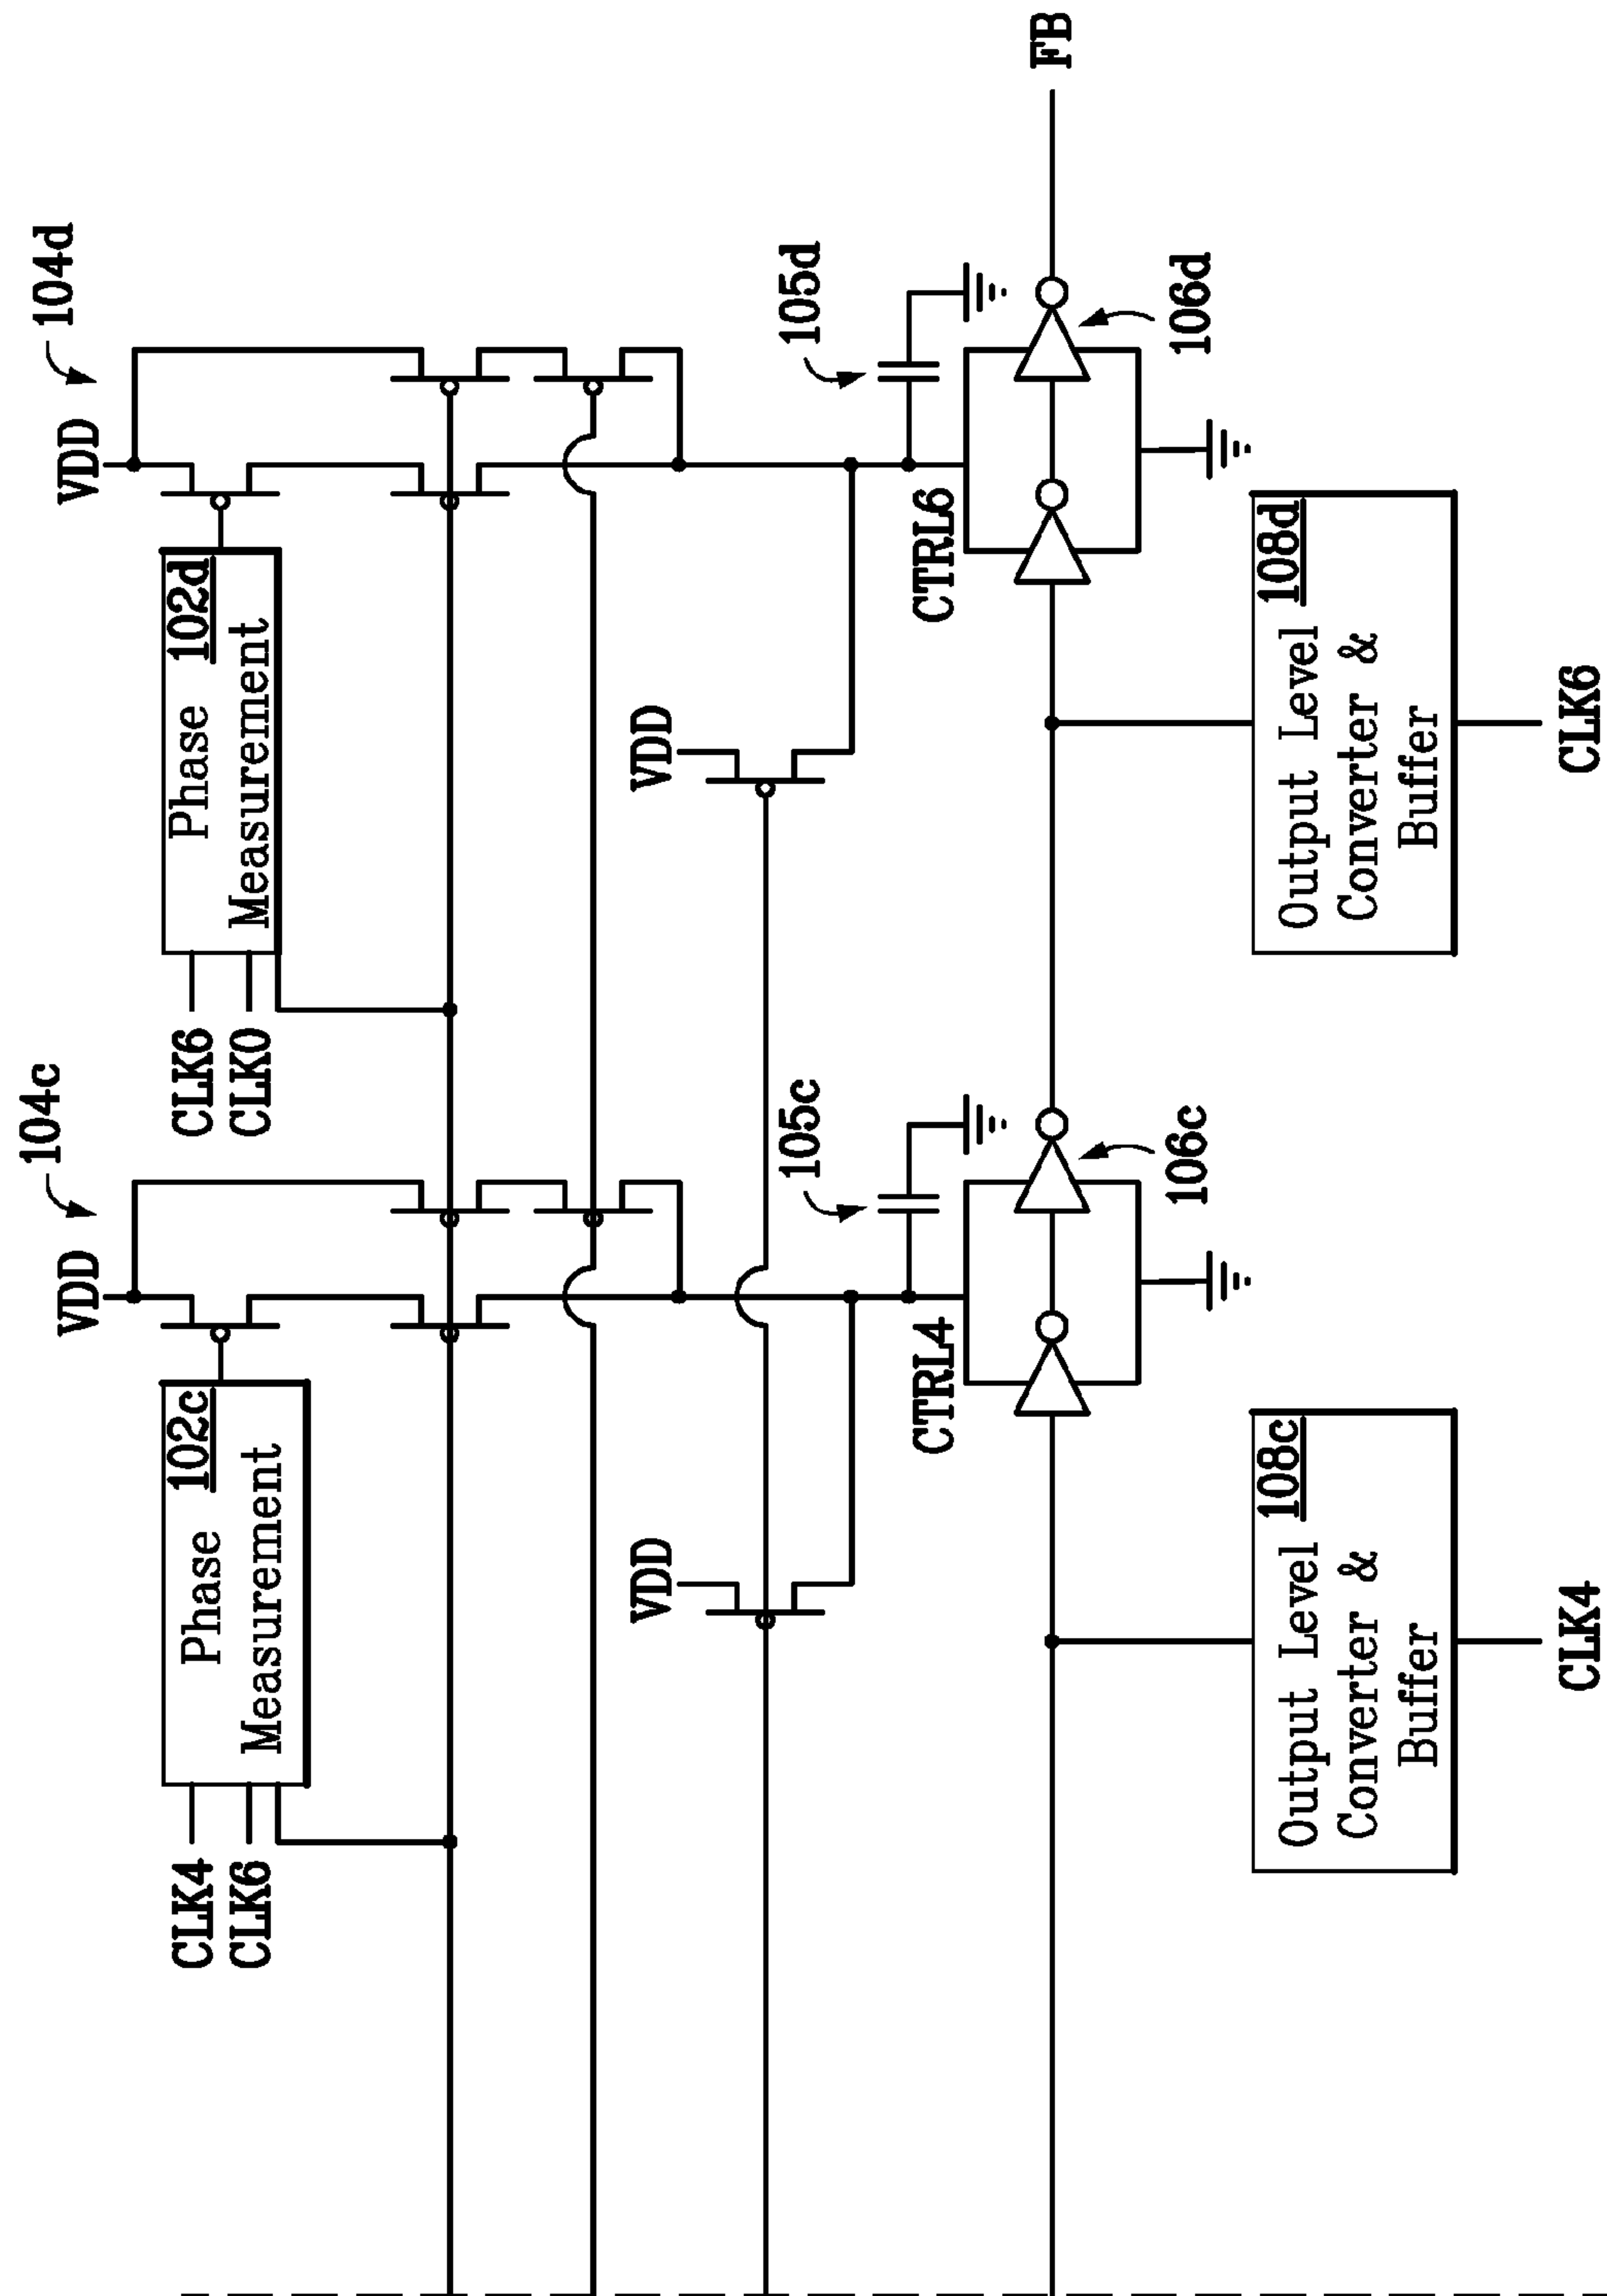 104c
104d
VDD
VDD
CLK4
CLK6
Phase 102c
Measurement
CLK6
CLK0
Phase 102d
Measurement
VDD
VDD
105c
105d
CTRL4
CTRL6
FB
106c
106d
108c
Output Level
Converter &
Buffer
108d
Output Level
Converter &
Buffer
CLK4
CLK6